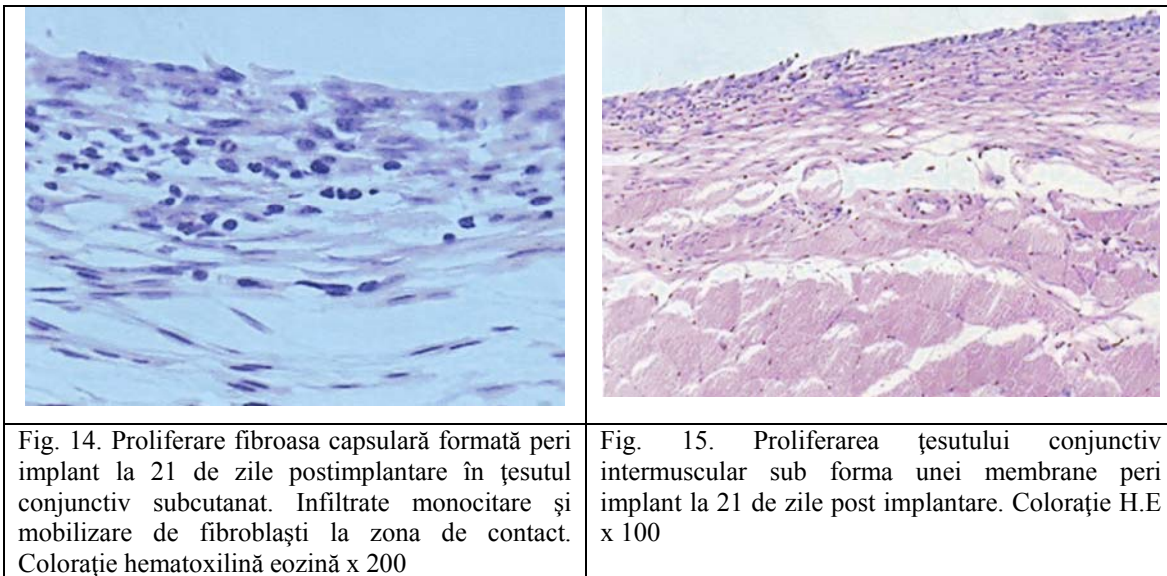 Fig. 14. Proliferare fibroasa capsulară formată peri
implant la 21 de zile postimplantare în ţesutul
conjunctiv subcutanat. Infiltrate monocitare şi
mobilizare de fibroblaşti la zona de contact.
Coloraţie hematoxilină eozină x 200
Fig. 15. Proliferarea ţesutului conjunctiv
intermuscular sub forma unei membrane peri
implant la 21 de zile post implantare. Coloraţie H.E
x 100